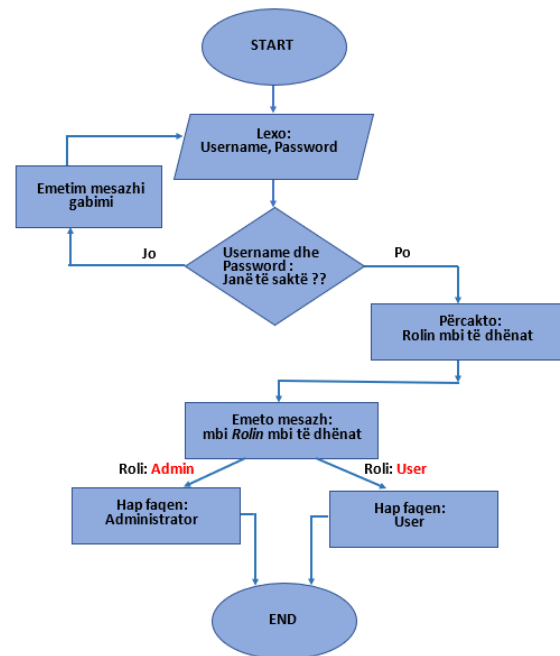 START
Lexo:
Username, Password
Emetim mesazhi
gabimi
Jo
Username dhe
Password :
Janë të saktë ??
Po
Përcakto:
Rolin mbi të dhënat
Emeto mesazh:
mbi Rolin mbi të dhënat
Roli: Admin
Roli: User
Hap faqen:
Administrator
Hap faqen:
User
END